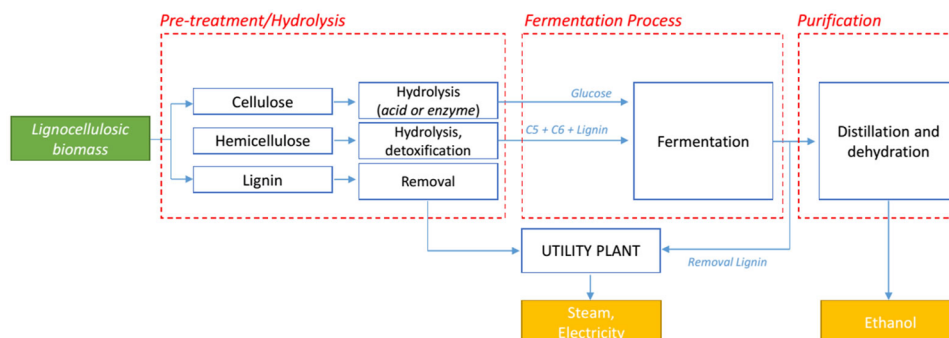 Pre-treatment/Hydrolysis
Fermentation Process
Purification
Lignocellulosic
biomass
Cellulose
Hydrolysis
(acid or enzyme)
Glucose
Hemicellulose
Hydrolysis,
detoxification
C5 + C6 + Lignin
Fermentation
Distillation and
dehydration
Lignin
Removal
UTILITY PLANT
Removal Lignin
Steam,
Electricity
Ethanol